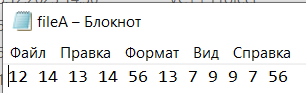 fileA – Блокнот
Файл Правка Формат Вид Справка
12 14 13 14 56 13 7 9 9 7 56